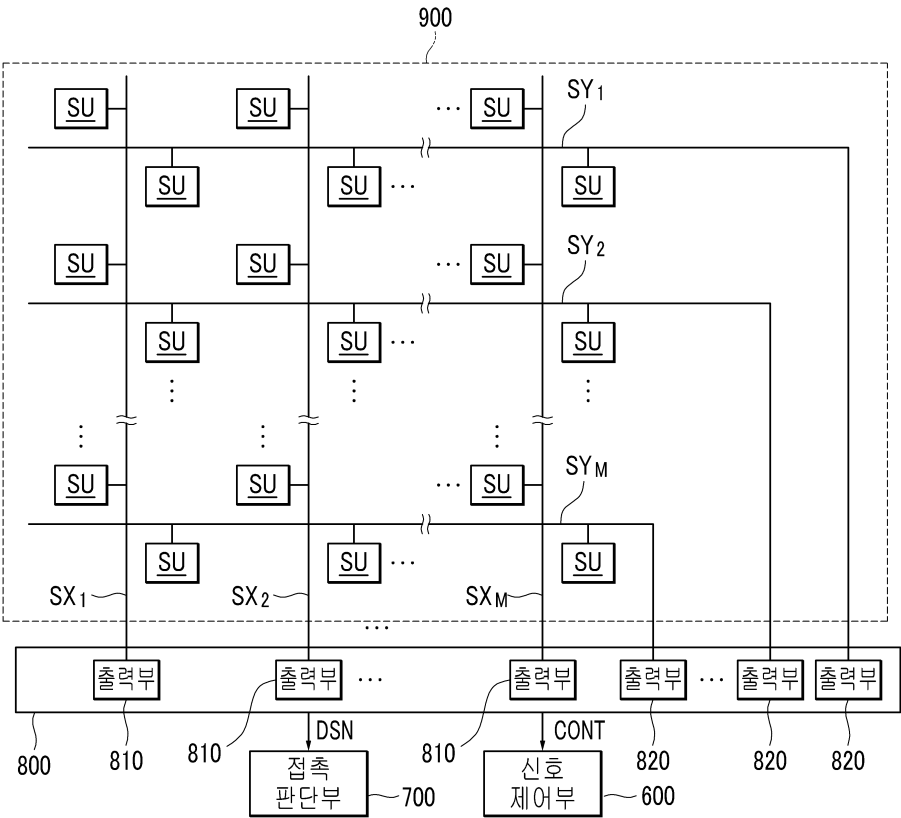 900
SU SU ... SU SY1
SU SU ... SU
SU SU ... SU SY2
SU SU ... SU
SU SU ... SU SYM
SU SU ... SU
SX1 SX2 SXM
...
출력부 출력부 ... 출력부 출력부 ... 출력부 출력부
800 810 810 DSN 810 CONT 820 820 820
접촉
판단부 700
신호
제어부 600